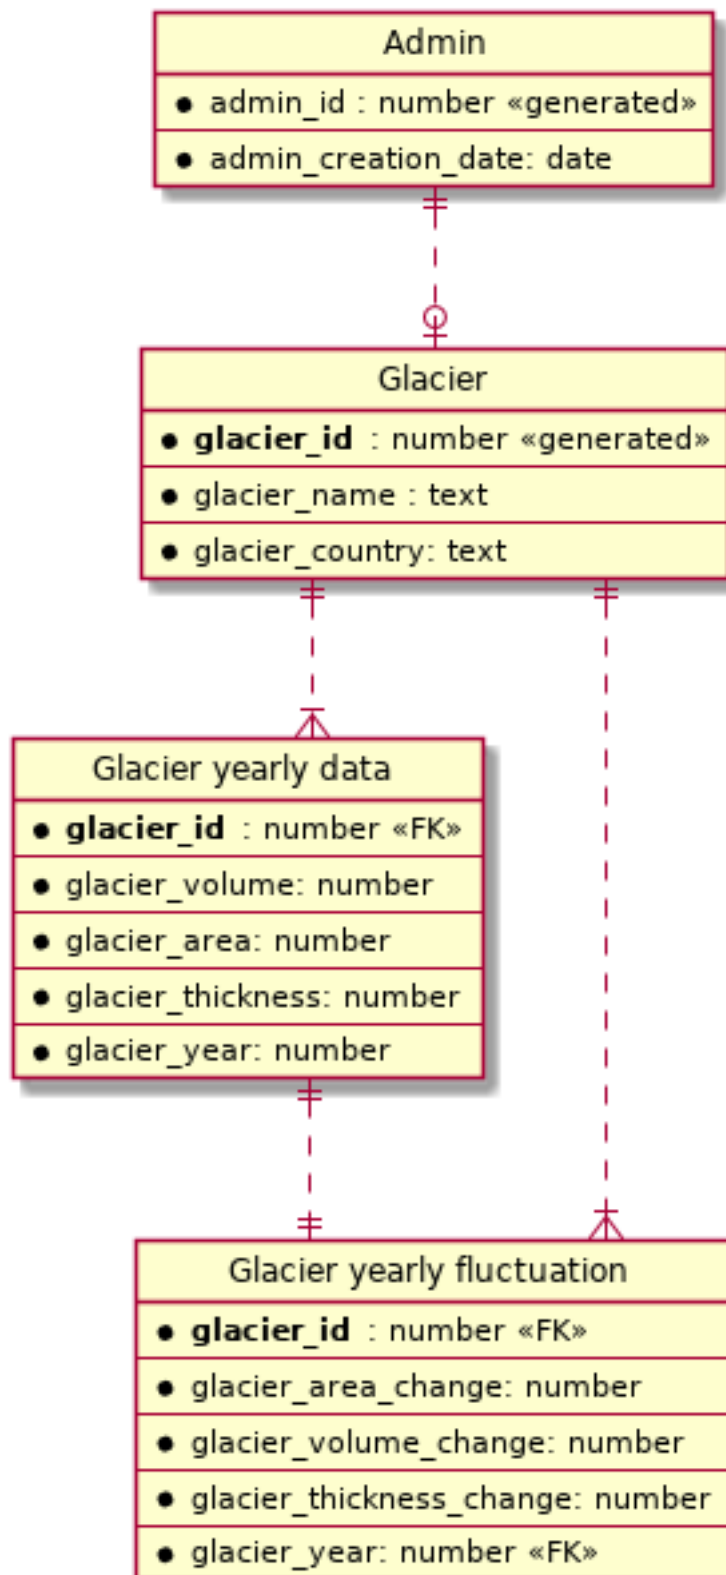 Admin
admin_id : number «generated»
admin_creation_date: date
Glacier
glacier_id : number «generated»
glacier_name : text
glacier_country: text
Glacier yearly data
glacier_id : number «FK»
glacier_volume: number
glacier_area: number
glacier_thickness: number
glacier_year: number
Glacier yearly fluctuation
glacier_id : number «FK»
glacier_area_change: number
glacier_volume_change: number
glacier_thickness_change: number
glacier_year: number «FK»